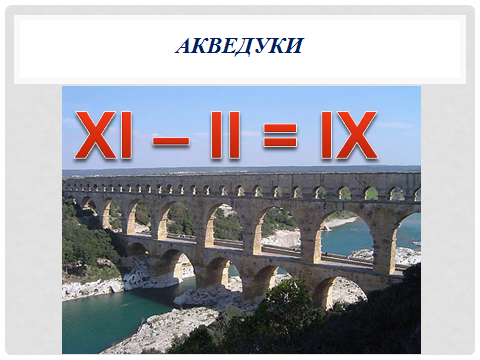 АКВЕДУКИ
XI – II = IX